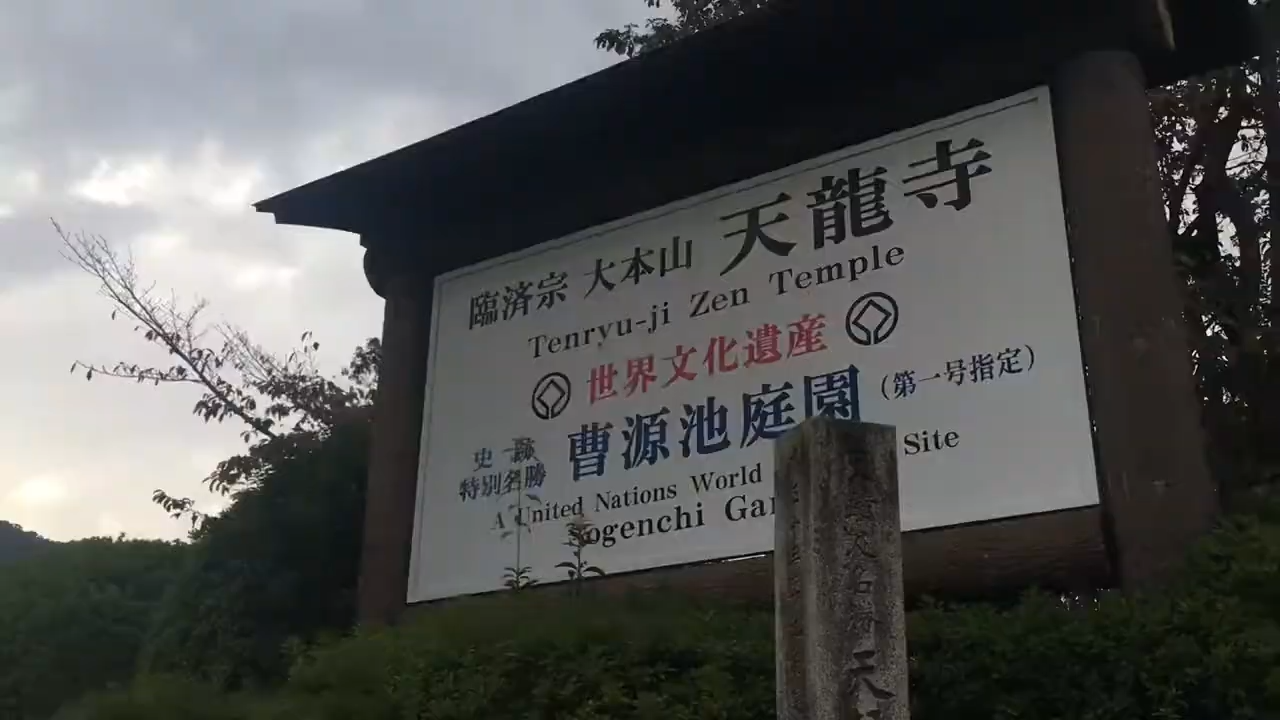 臨済宗 大本山 天龍寺
Tenryu-ji Zen Temple
世界文化遺産
史跡
特別名勝 曹源池庭園 (第一号指定)
A United Nations World Site
Sogenchi
天